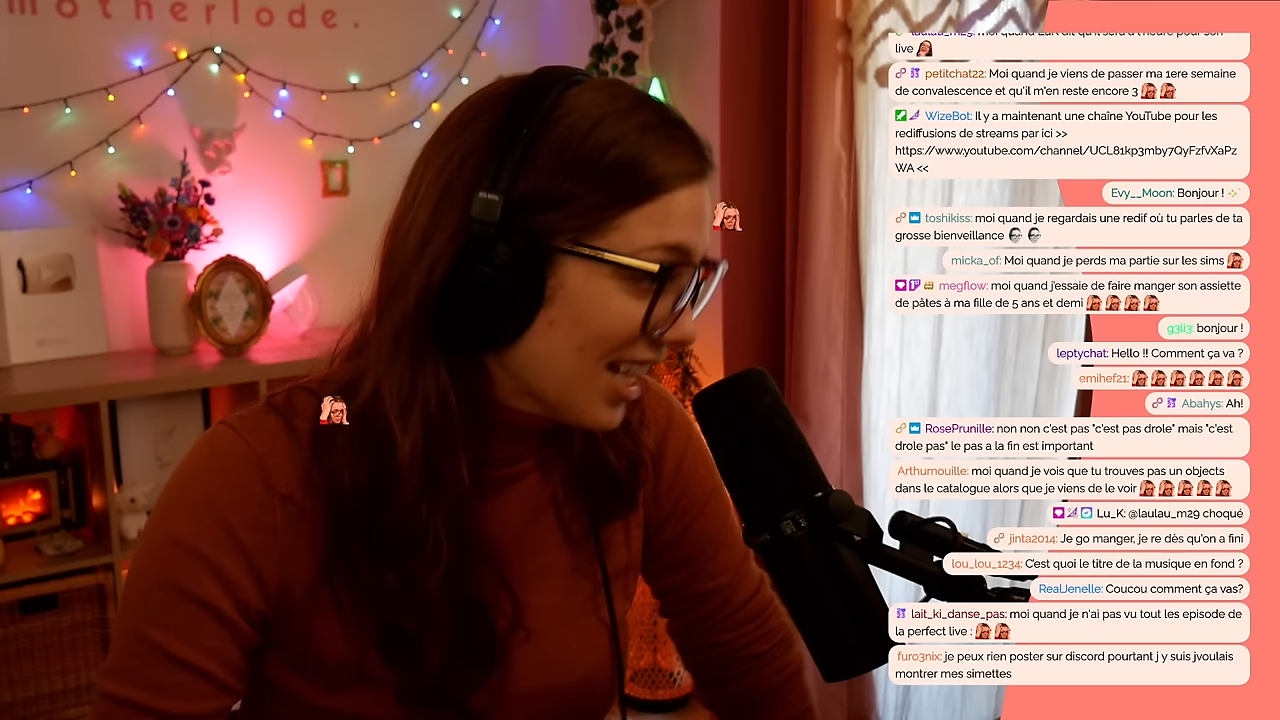 motherlode.
live
petitchat22: Moi quand je viens de passer ma 1ere semaine
de convalescence et qu'il m'en reste encore 3
WizeBot: Il y a maintenant une chaîne YouTube pour les
rediffusions de streams par ici >>
https://www.youtube.com/channel/UCL81kp3mby7QyFzfvXaPz
WA <<
Evy__Moon: Bonjour !
toshikiss: moi quand je regardais une redif où tu parles de ta
grosse bienveillance
micka_of: Moi quand je perds ma partie sur les sims
megflow: moi quand j'essaie de faire manger son assiette
de pâtes à ma fille de 5 ans et demi
g3li3: bonjour !
leptychat: Hello !! Comment ça va ?
emihef21:
Abahys: Ah!
RosePrunille: non non c'est pas "c'est pas drole" mais "c'est
drole pas" le pas a la fin est important
Arthurnouille: moi quand je vois que tu trouves pas un objects
dans le catalogue alors que je viens de le voir
Lu_K: @laulau_m29 choqué
jinta2014: Je go manger, je re dès qu'on a fini
lou_lou_1234: C'est quoi le titre de la musique en fond ?
RealJenelle: Coucou comment ça vas?
lait_ki_danse_pas: moi quand je n'ai pas vu tout les episode de
la perfect live :
furo3nix: je peux rien poster sur discord pourtant j y suis jvoulais
montrer mes simettes